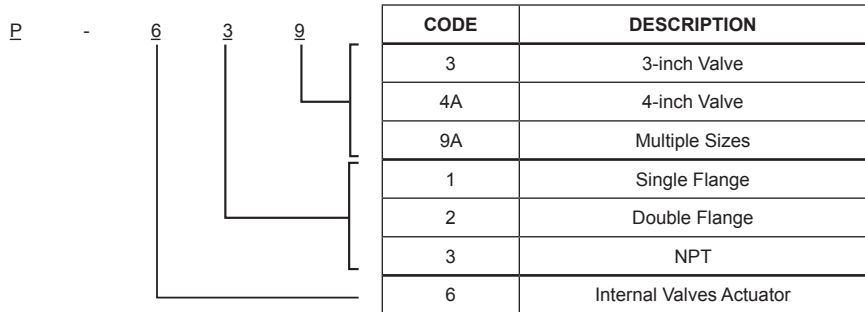 P - 6 3 9
CODE DESCRIPTION
3 3-inch Valve
4A 4-inch Valve
9A Multiple Sizes
1 Single Flange
2 Double Flange
3 NPT
6 Internal Valves Actuator